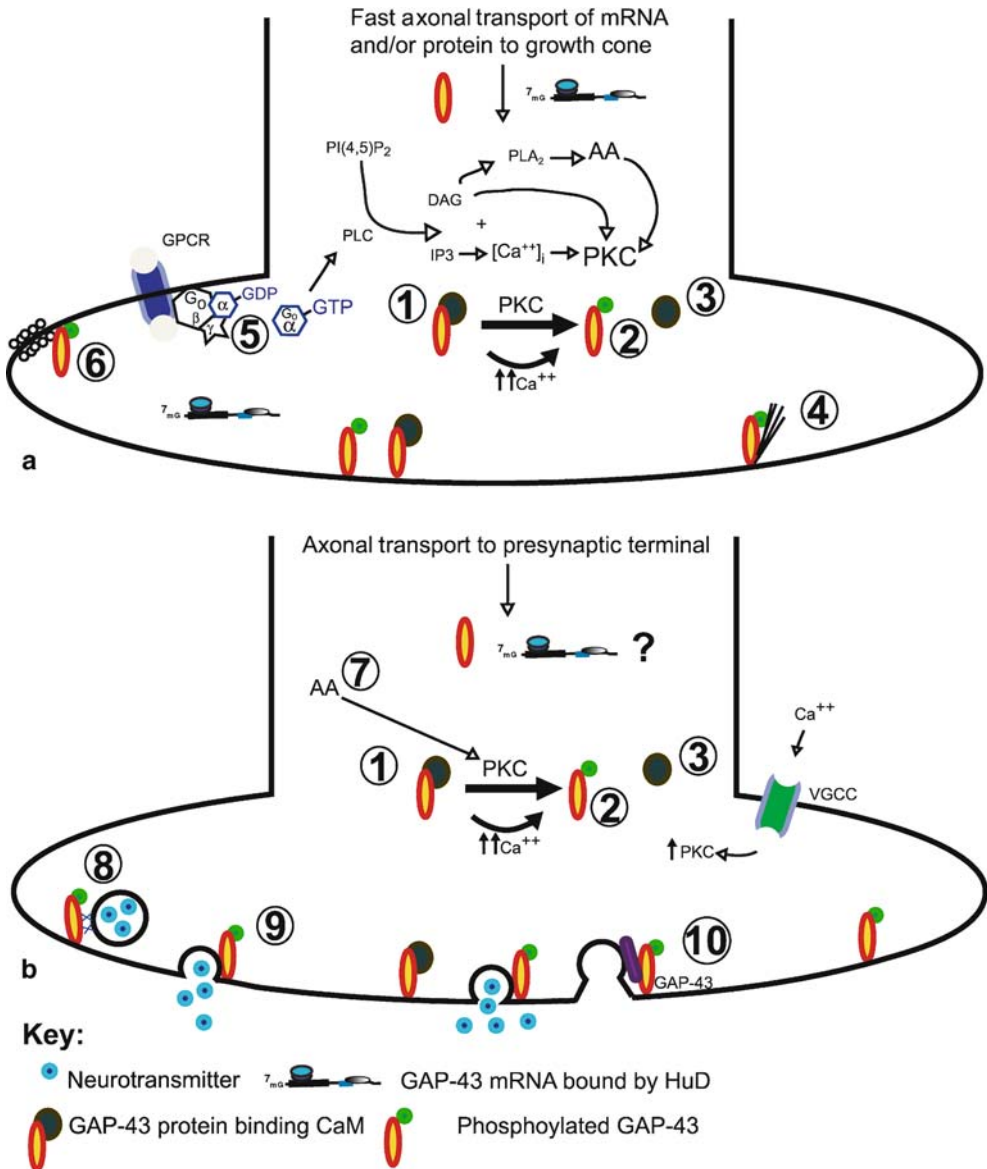 Fast axonal transport of mRNA
and/or protein to growth cone
7mG
PI(4,5)P2
PLA2
AA
DAG
+
GPCR
PLC
IP3
[Ca++]i
PKC
GO
α
β
γ
GDP
5
GO
α
GTP
1
PKC
2
3
↑↑Ca++
6
4
7mG
a
Axonal transport to presynaptic terminal
7mG
?
AA
7
1
PKC
2
3
↑↑Ca++
Ca++
VGCC
↑PKC
8
9
10
GAP-43
b
Key:
Neurotransmitter
7mG
GAP-43 mRNA bound by HuD
GAP-43 protein binding CaM
Phosphoylated GAP-43